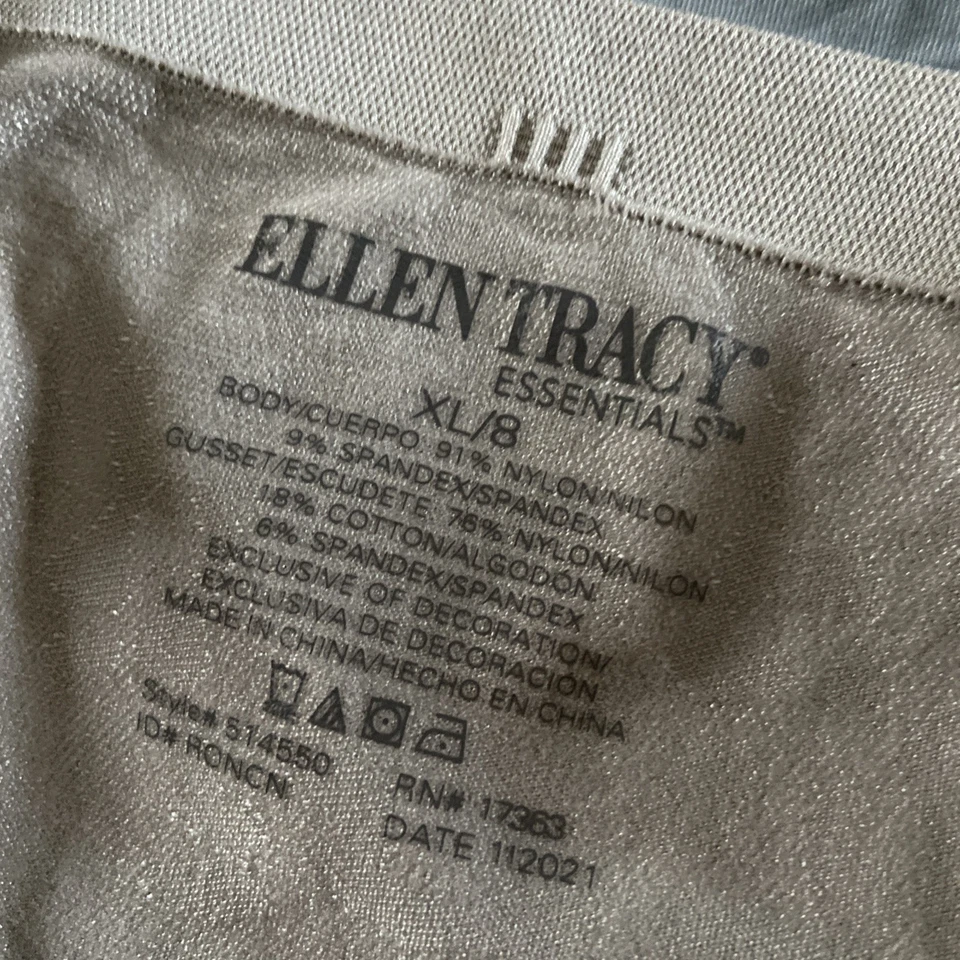 ELLEN TRACY®
ESSENTIALS™
XL/8
BODY/CUERPO 91% NYLON/NILON
9% SPANDEX/SPANDEX
GUSSET/ESCUDETE 76% NYLON/NILON
18% COTTON/ALGODÓN
6% SPANDEX/SPANDEX
EXCLUSIVE OF DECORATION/
EXCLUSIVA DE DECORACIÓN
MADE IN CHINA/HECHO EN CHINA
Style# 514550 RN# 17363
ID# RONCN DATE 112021